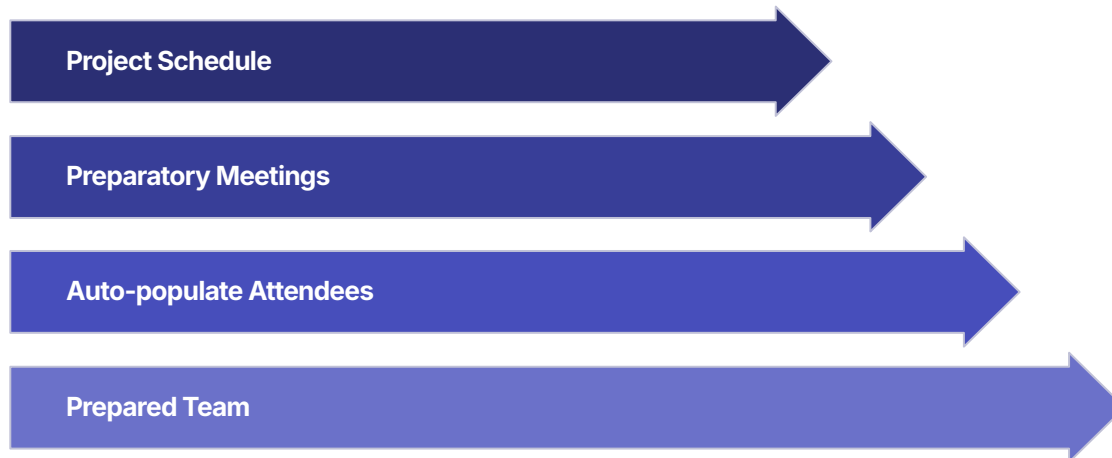 Project Schedule
Preparatory Meetings
Auto-populate Attendees
Prepared Team